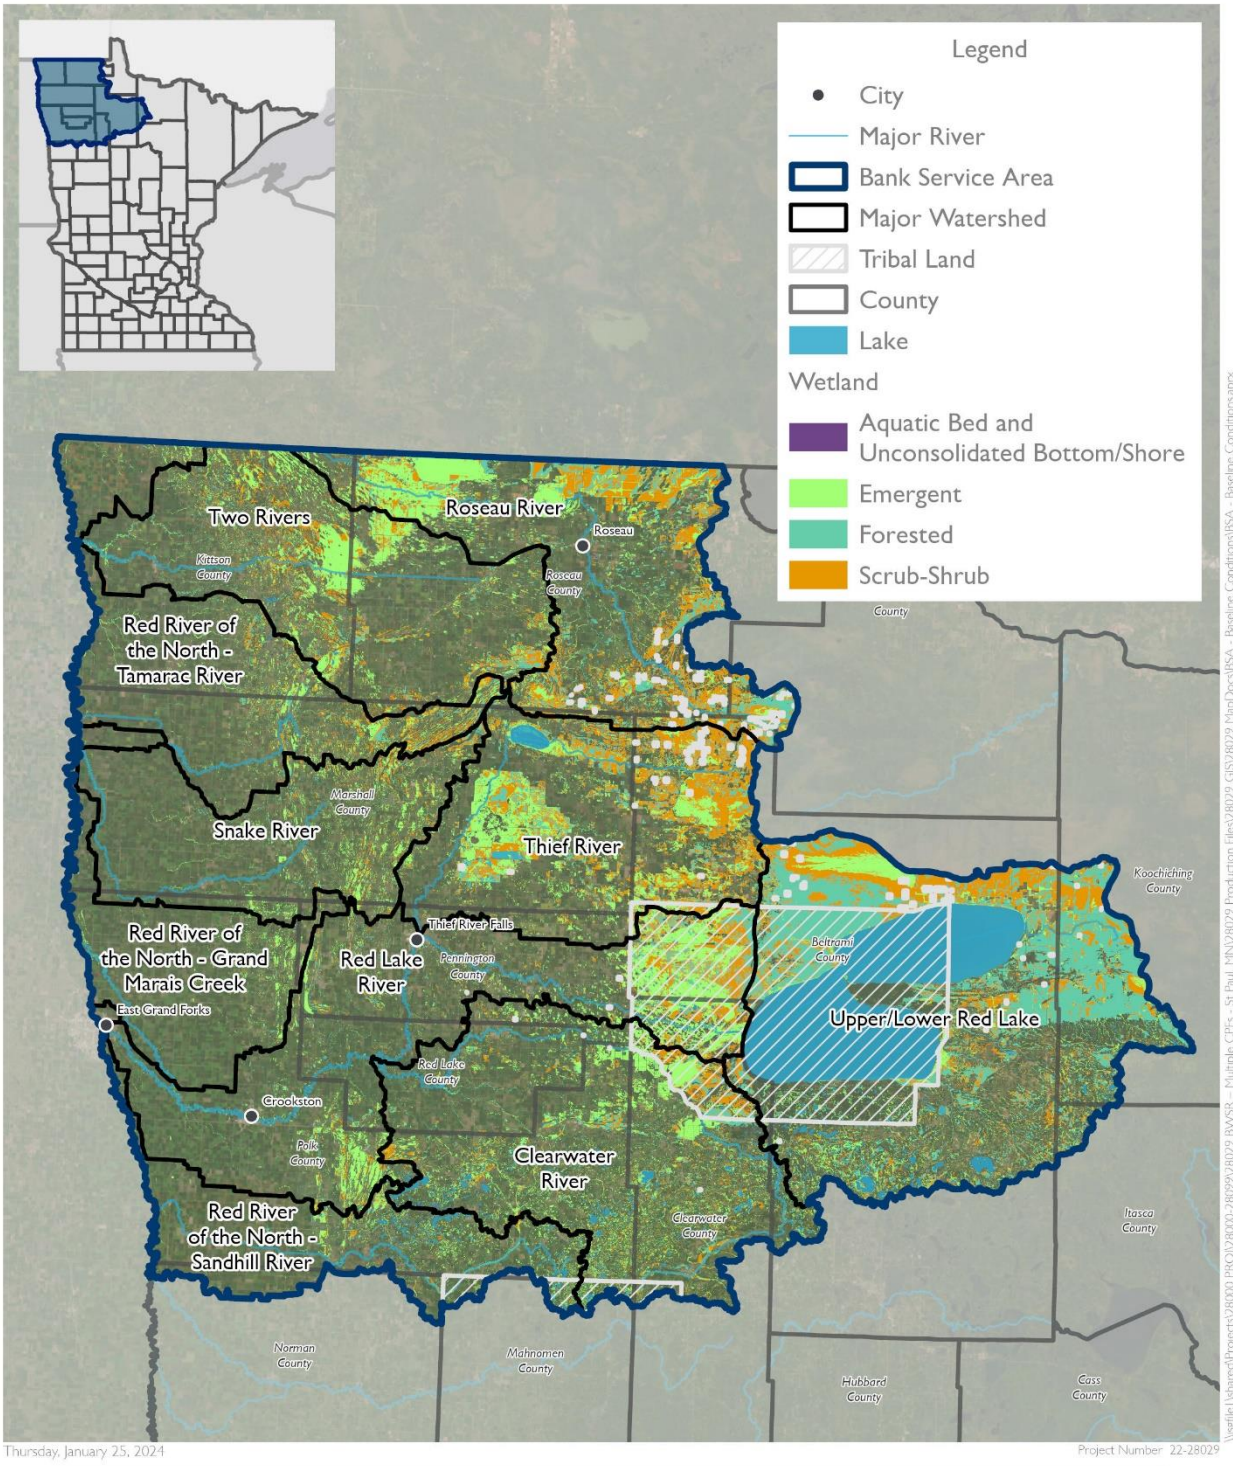 Legend
City
Major River
Bank Service Area
Major Watershed
Tribal Land
County
Lake
Wetland
Aquatic Bed and
Unconsolidated Bottom/Shore
Emergent
Forested
Scrub-Shrub
County
Roseau River
Two Rivers
Roseau
Kittson
County
Roseau
County
Red River of
the North -
Tamarac River
Marshall
County
Snake River
Thief River
Koochiching
County
Thief River Falls
Red River of
the North - Grand
Marais Creek
Red Lake
River
Pennington
County
Beltrami
County
East Grand Forks
Upper/Lower Red Lake
Red Lake
County
Crookston
Polk
County
Clearwater
River
Red River
of the North -
Sandhill River
Clearwater
County
Itasca
County
Norman
County
Mahnomen
County
Hubbard
County
Cass
County
Thursday, January 25, 2024
Project Number 22-28029